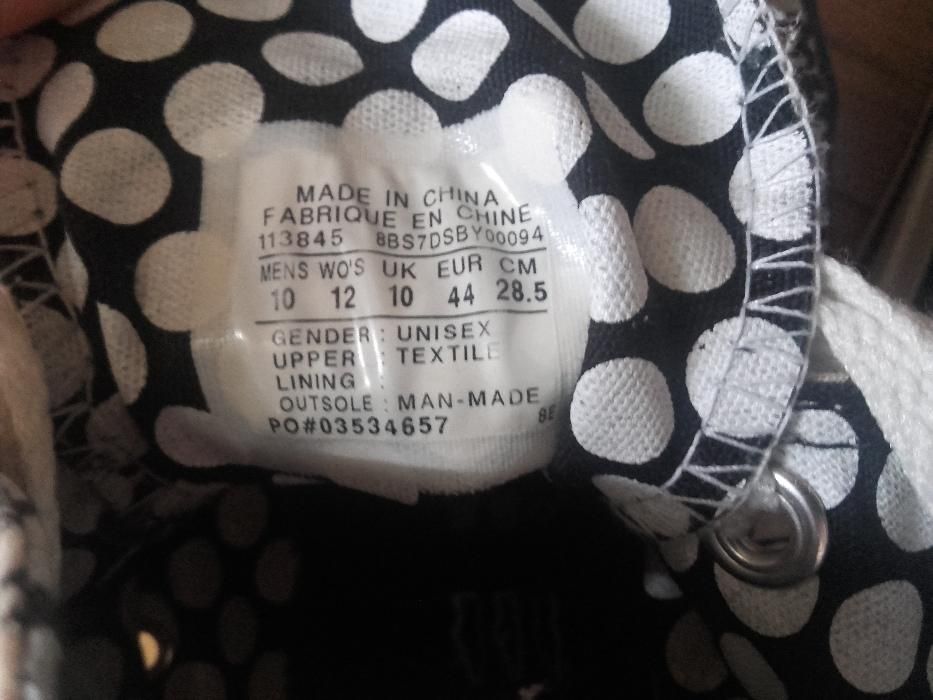 MADE IN CHINA
FABRIQUE EN CHINE
113845 8BS7DSBY00094
MENS WO'S UK EUR CM
10 12 10 44 28.5
GENDER : UNISEX
UPPER : TEXTILE
LINING :
OUTSOLE : MAN-MADE
PO#03534657 8E